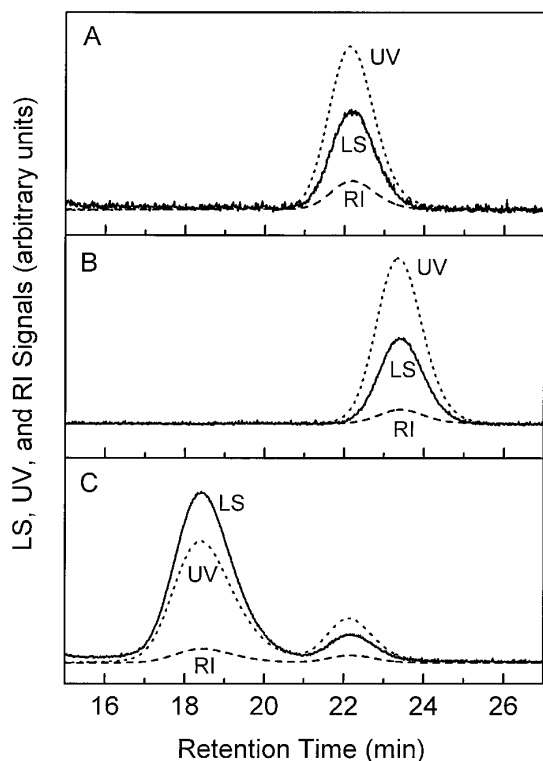 A
UV
LS
RI
B
UV
LS
RI
C
LS
UV
RI
LS, UV, and RI Signals (arbitrary units)
16 18 20 22 24 26
Retention Time (min)